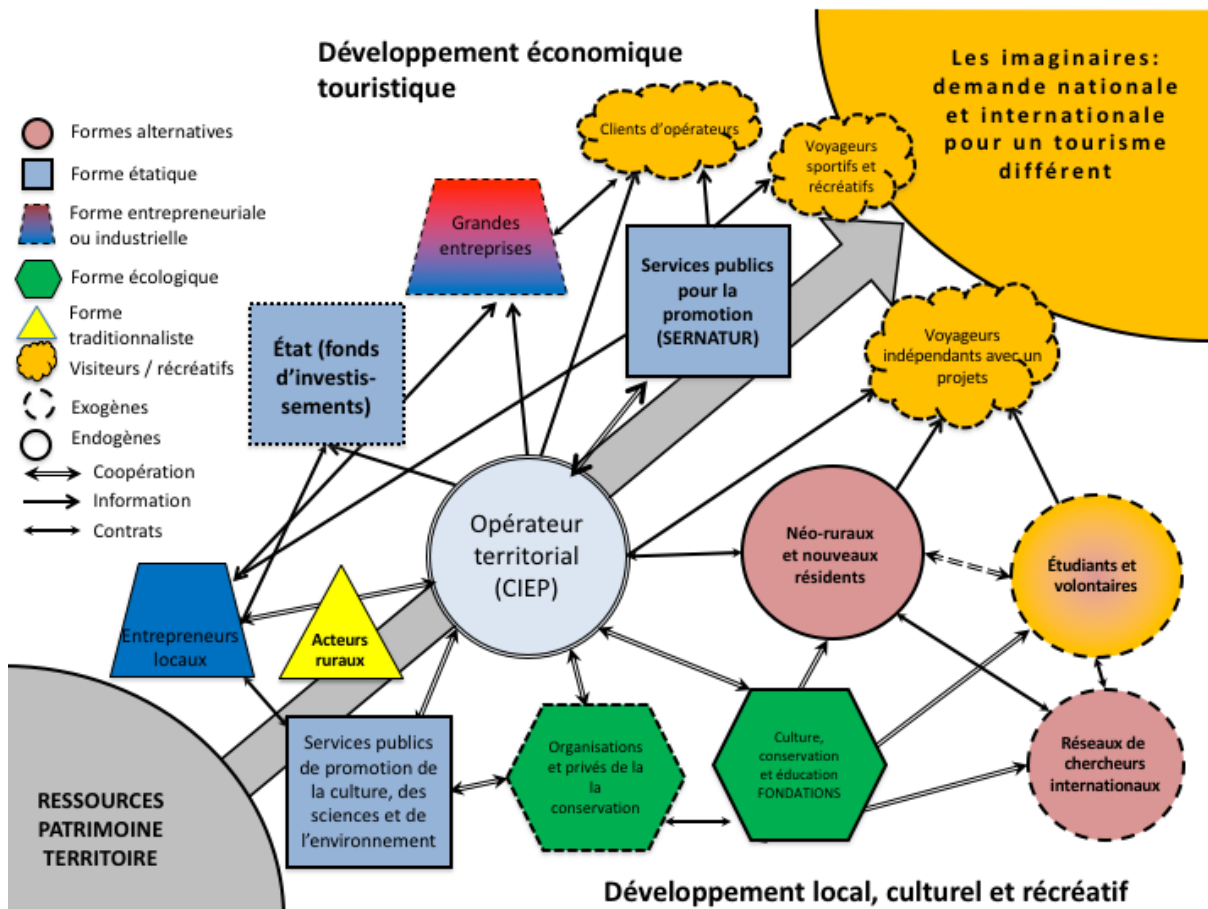 Développement économique
touristique
Les imaginaires:
demande nationale
et internationale
pour un tourisme
différent
Formes alternatives
Forme étatique
Forme entrepreneuriale
ou industrielle
Forme écologique
Forme
traditionnaliste
Visiteurs / récréatifs
Exogènes
Endogènes
Coopération
Information
Contrats
Clients d'opérateurs
Voyageurs
sportifs et
récréatifs
Grandes
entreprises
Services publics
pour la
promotion
(SERNATUR)
État (fonds
d'investis-
sements)
Voyageurs
indépendants avec un
projets
Opérateur
territorial
(CIEP)
Néo-ruraux
et nouveaux
résidents
Étudiants et
volontaires
Entrepreneurs
locaux
Acteurs
ruraux
Services publics
de promotion de
la culture, des
sciences et de
l'environnement
Organisations
et privés de la
la
conservation
Culture,
conservation
et éducation
FONDATIONS
Réseaux de
chercheurs
internationaux
RESSOURCES
PATRIMOINE
TERRITOIRE
Développement local, culturel et récréatif